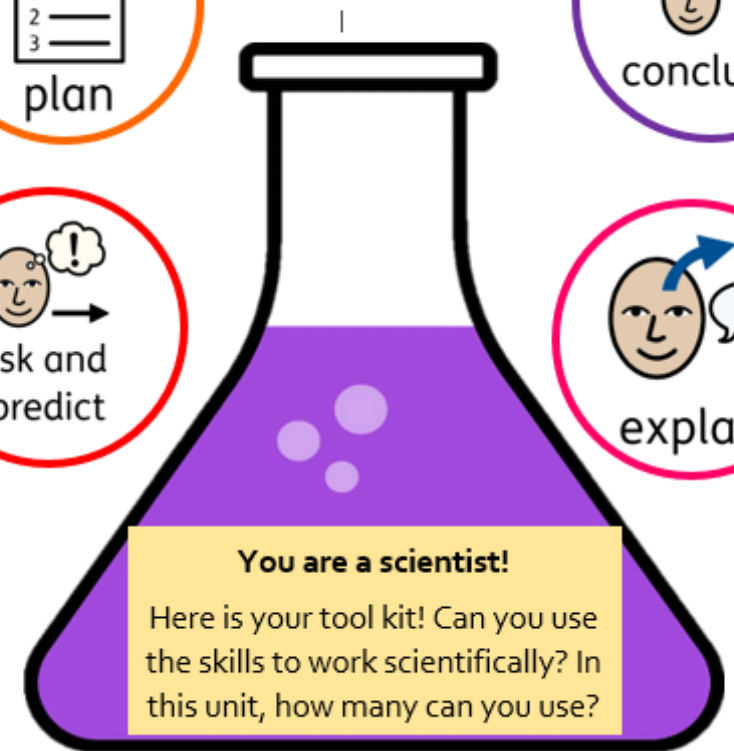 2
3
plan
conclu
sk and
predict
expla
You are a scientist!
Here is your tool kit! Can you use
the skills to work scientifically? In
this unit, how many can you use?